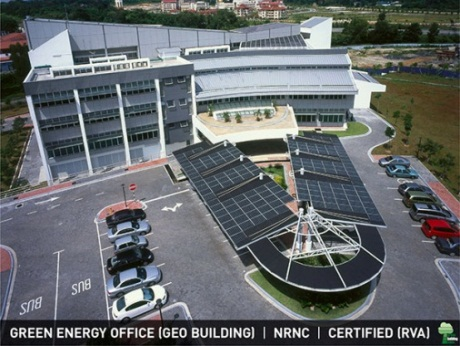 BUS
BUS
GREEN ENERGY OFFICE (GEO BUILDING) | NRNC | CERTIFIED (RVA)